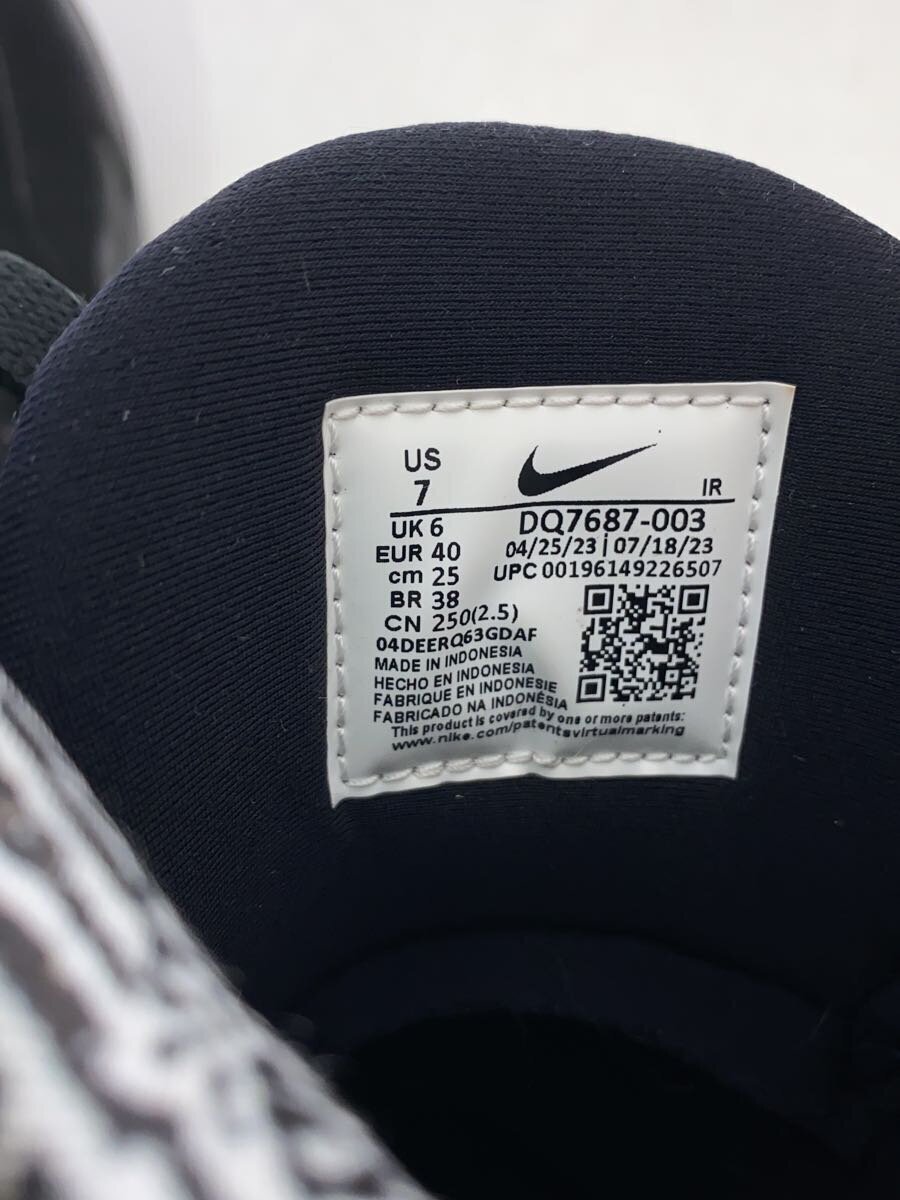 US
7
IR
UK 6
DQ7687-003
EUR 40
04/25/23 | 07/18/23
cm 25
UPC 00196149226507
BR 38
CN 250(2.5)
04DEERQ63GDAF
MADE IN INDONESIA
HECHO EN INDONESIA
FABRIQUE EN INDONESIE
FABRICADO NA INDONÉSIA
This product is covered by one or more patents:
www.nike.com/patentsvirtualmarking